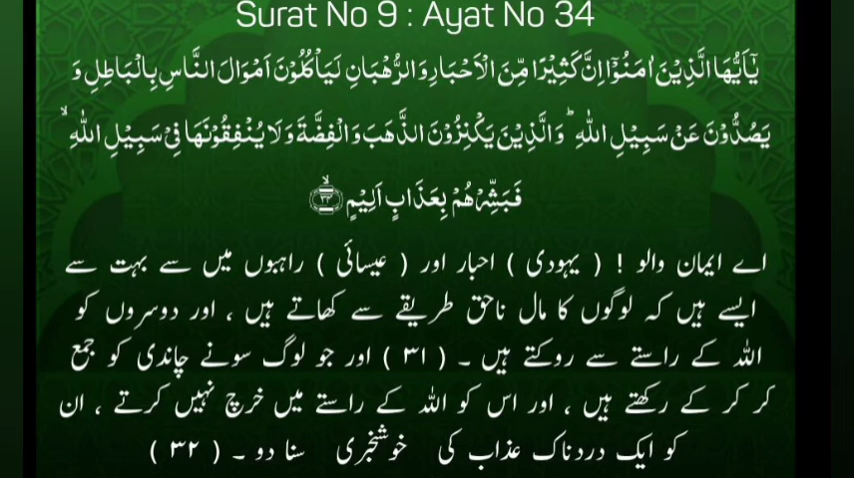 Surat No 9 : Ayat No 34
یٰۤاَیُّهَا الَّذِیْنَ اٰمَنُوْۤا اِنَّ كَثِیْرًا مِّنَ الْاَحْبَارِ وَ الرُّهْبَانِ لَیَاْكُلُوْنَ اَمْوَالَ النَّاسِ بِالْبَاطِلِ وَ
یَصُدُّوْنَ عَنْ سَبِیْلِ اللّٰهِ ؕ وَ الَّذِیْنَ یَكْنِزُوْنَ الذَّهَبَ وَ الْفِضَّةَ وَ لَا یُنْفِقُوْنَهَا فِیْ سَبِیْلِ اللّٰهِ ۙ
فَبَشِّرْهُمْ بِعَذَابٍ اَلِیْمٍ ﴿ۙ۳۴﴾
اے ایمان والو ! ( یہودی ) احبار اور ( عیسائی ) راہبوں میں سے بہت سے
ایسے ہیں کہ لوگوں کا مال ناحق طریقے سے کھاتے ہیں ، اور دوسروں کو
اللہ کے راستے سے روکتے ہیں ۔ ( ۳۱ ) اور جو لوگ سونے چاندی کو جمع
کر کر کے رکھتے ہیں ، اور اس کو اللہ کے راستے میں خرچ نہیں کرتے ، ان
کو ایک دردناک عذاب کی خوشخبری سنا دو ۔ ( ۳۲ )